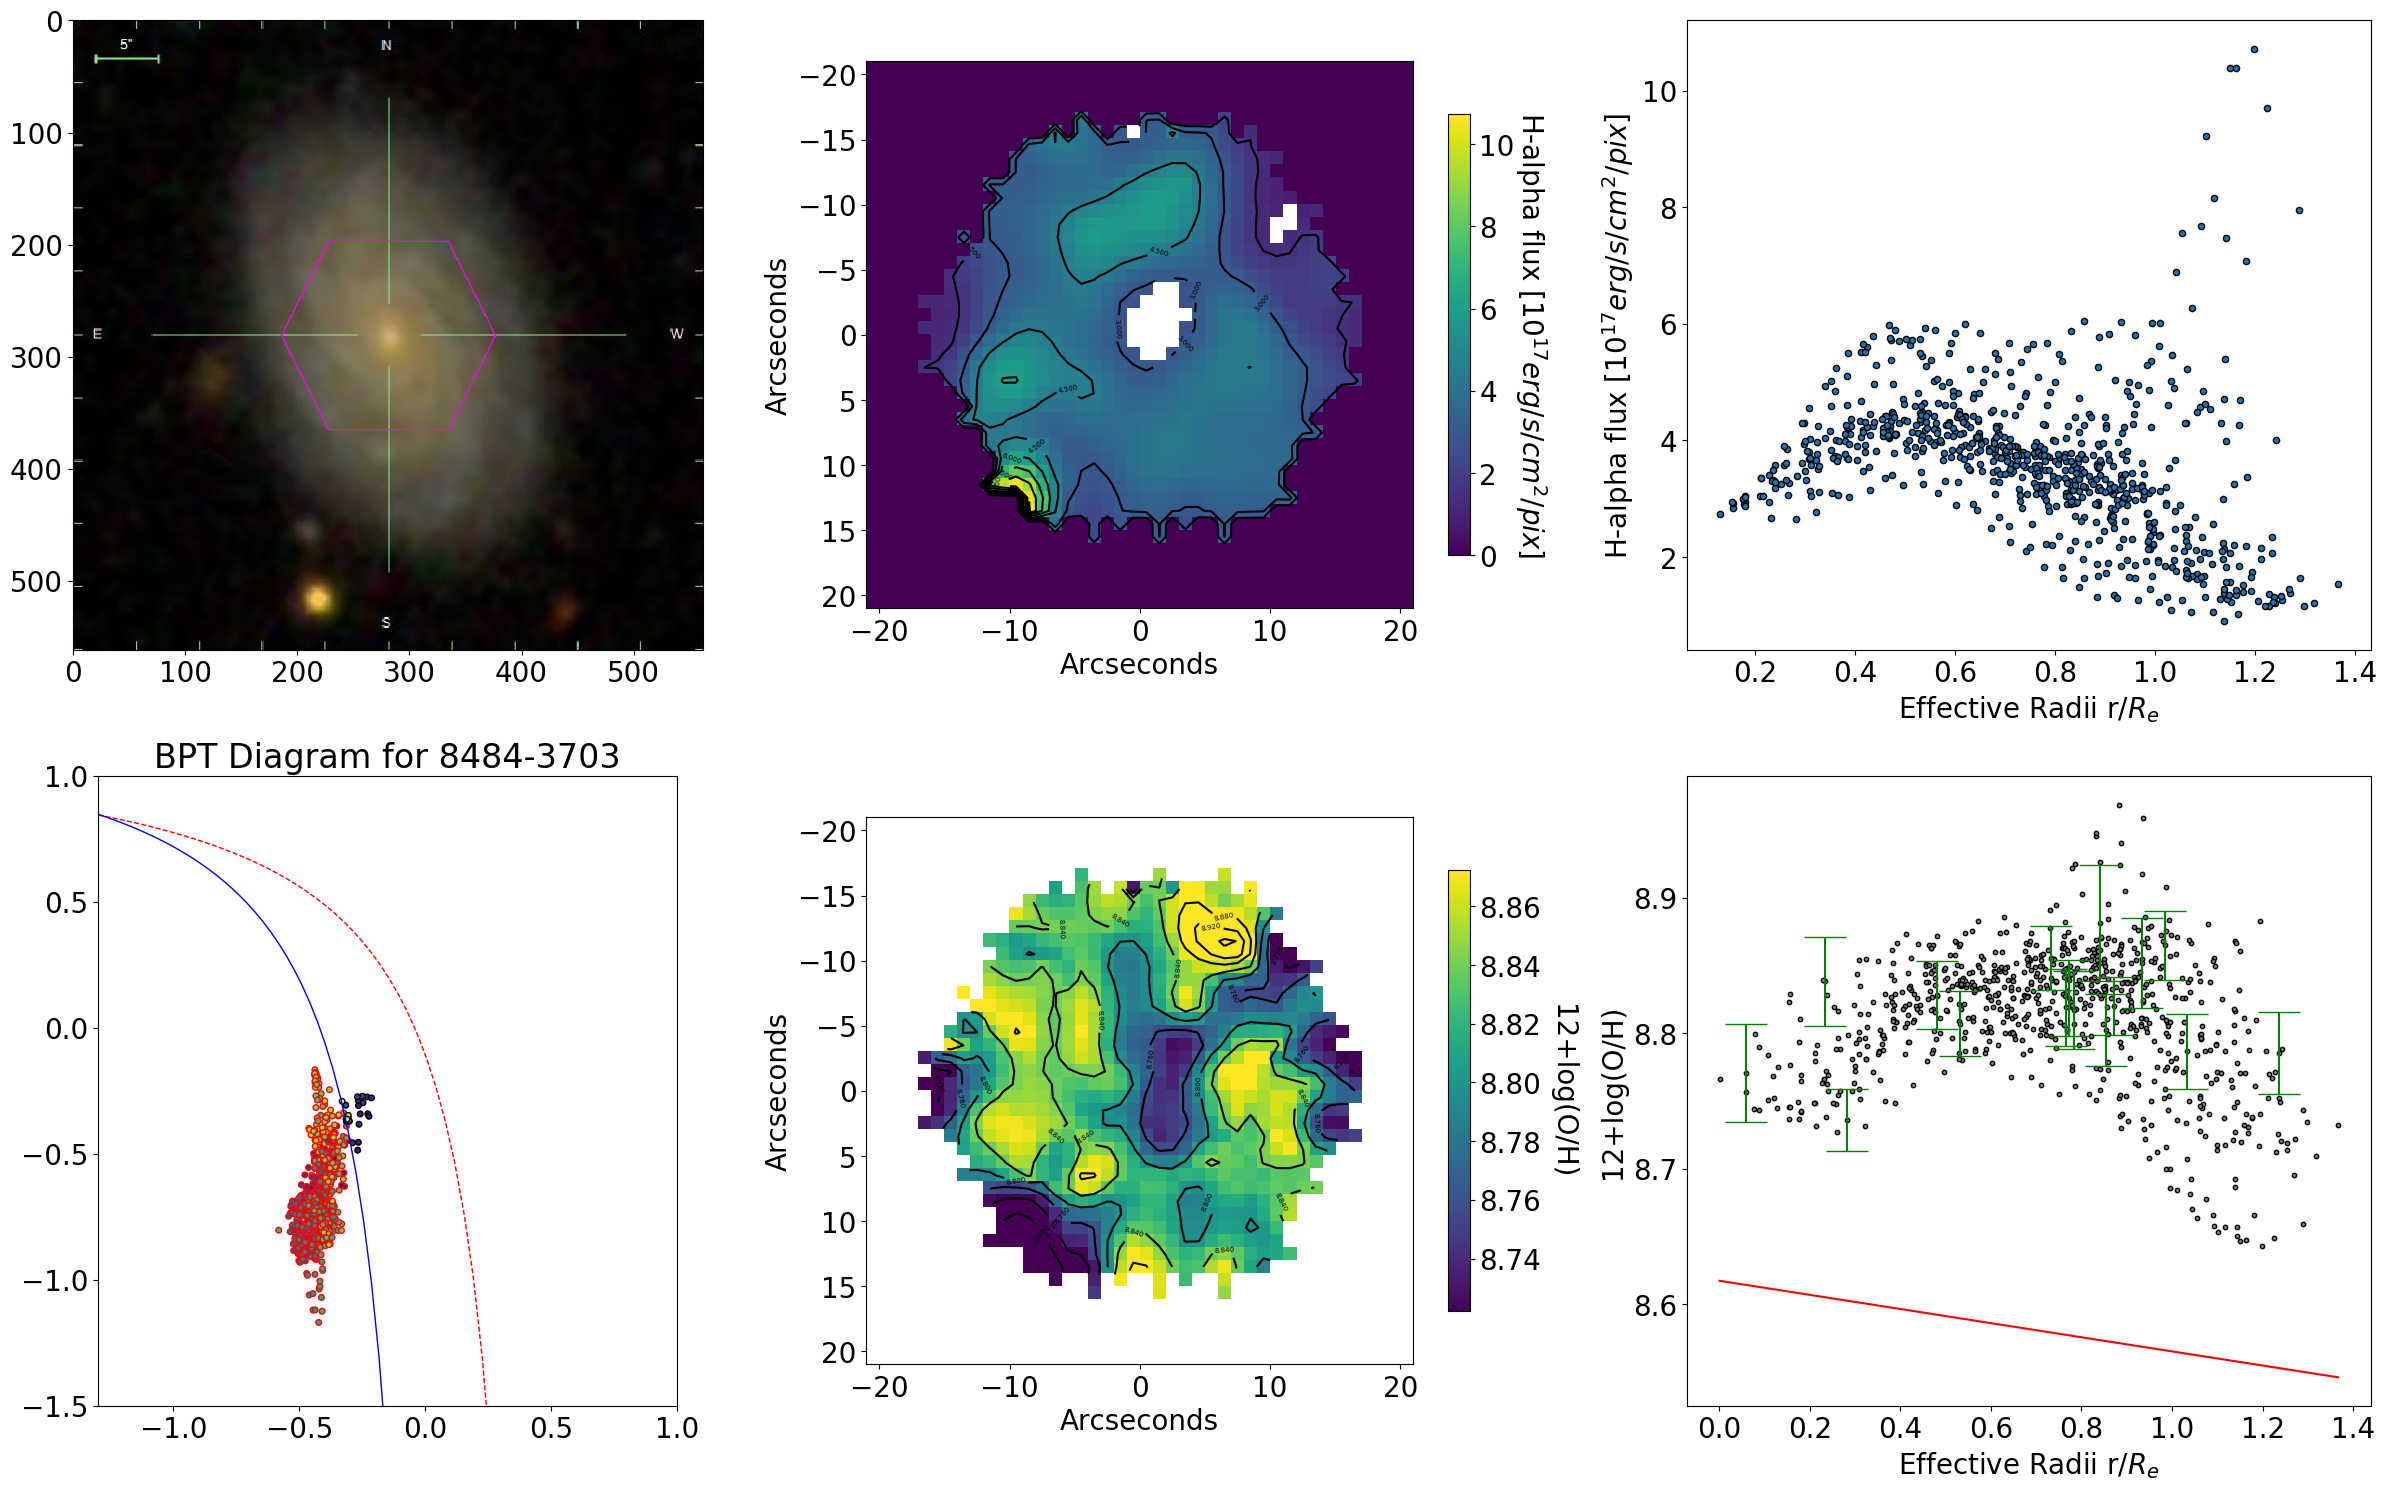 0
100
200
300
400
500
0 100 200 300 400 500
5"
N
E
W
S
−20
−15
−10
−5
0
5
10
15
20
Arcseconds
−20 −10 0 10 20
Arcseconds
10
8
6
4
2
0
H-alpha flux [10^{17}erg/s/cm^{2}/pix]
H-alpha flux [10^{17}erg/s/cm^{2}/pix]
10
8
6
4
2
0.2 0.4 0.6 0.8 1.0 1.2 1.4
Effective Radii r/R_e
BPT Diagram for 8484-3703
1.0
0.5
0.0
−0.5
−1.0
−1.5
−1.0 −0.5 0.0 0.5 1.0
−20
−15
−10
−5
0
5
10
15
20
Arcseconds
−20 −10 0 10 20
Arcseconds
8.86
8.84
8.82
8.80
8.78
8.76
8.74
12+log(O/H)
12+log(O/H)
8.9
8.8
8.7
8.6
0.0 0.2 0.4 0.6 0.8 1.0 1.2 1.4
Effective Radii r/R_e